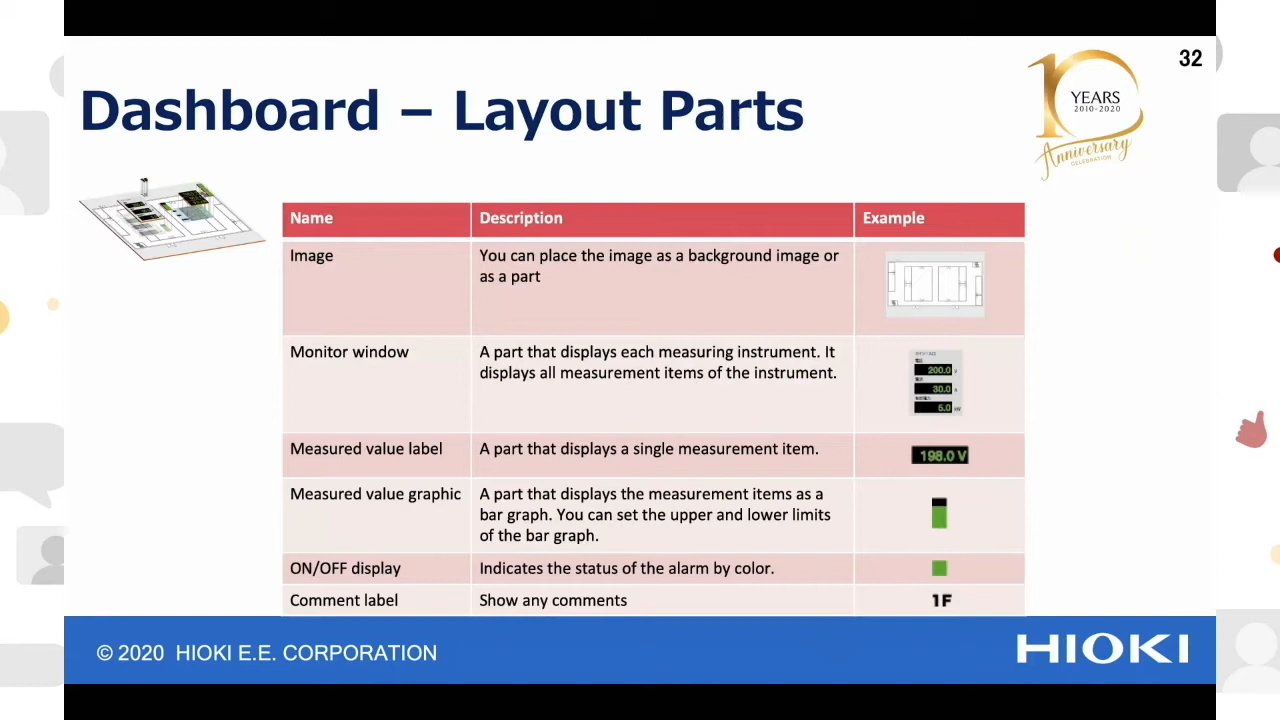 32
Dashboard – Layout Parts
10
YEARS
2010-2020
Anniversary
CELEBRATION
Name Description Example
Image You can place the image as a background image or
as a part
Monitor window A part that displays each measuring instrument. It
displays all measurement items of the instrument.
200.0 V
30.0 A
5.0 kW
Measured value label A part that displays a single measurement item. 198.0 V
Measured value graphic A part that displays the measurement items as a
bar graph. You can set the upper and lower limits
of the bar graph.
ON/OFF display Indicates the status of the alarm by color.
Comment label Show any comments 1F
© 2020 HIOKI E.E. CORPORATION
HIOKI